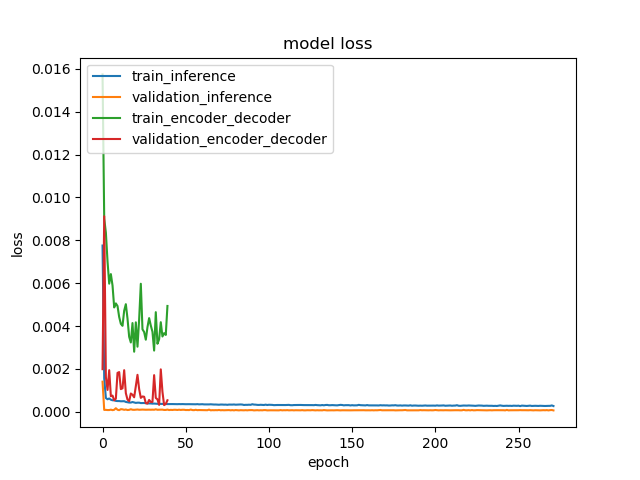 model loss
train_inference
validation_inference
train_encoder_decoder
validation_encoder_decoder
0.016
0.014
0.012
0.010
0.008
0.006
0.004
0.002
0.000
loss
0 50 100 150 200 250
epoch